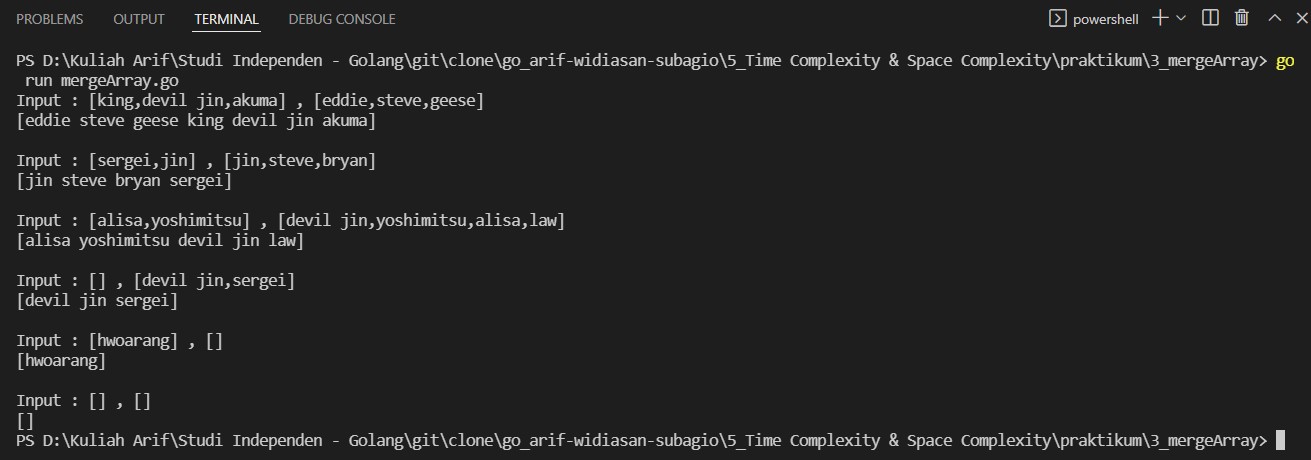 PROBLEMS OUTPUT TERMINAL DEBUG CONSOLE powershell
PS D:\Kuliah Arif\Studi Independen - Golang\git\clone\go_arif-widiasan-subagio\5_Time Complexity & Space Complexity\praktikum\3_mergeArray> go
run mergeArray.go
Input : [king,devil jin,akuma] , [eddie,steve,geese]
[eddie steve geese king devil jin akuma]
Input : [sergei,jin] , [jin,steve,bryan]
[jin steve bryan sergei]
Input : [alisa,yoshimitsu] , [devil jin,yoshimitsu,alisa,law]
[alisa yoshimitsu devil jin law]
Input : [] , [devil jin,sergei]
[devil jin sergei]
Input : [hwoarang] , []
[hwoarang]
Input : [] , []
[]
PS D:\Kuliah Arif\Studi Independen - Golang\git\clone\go_arif-widiasan-subagio\5_Time Complexity & Space Complexity\praktikum\3_mergeArray>